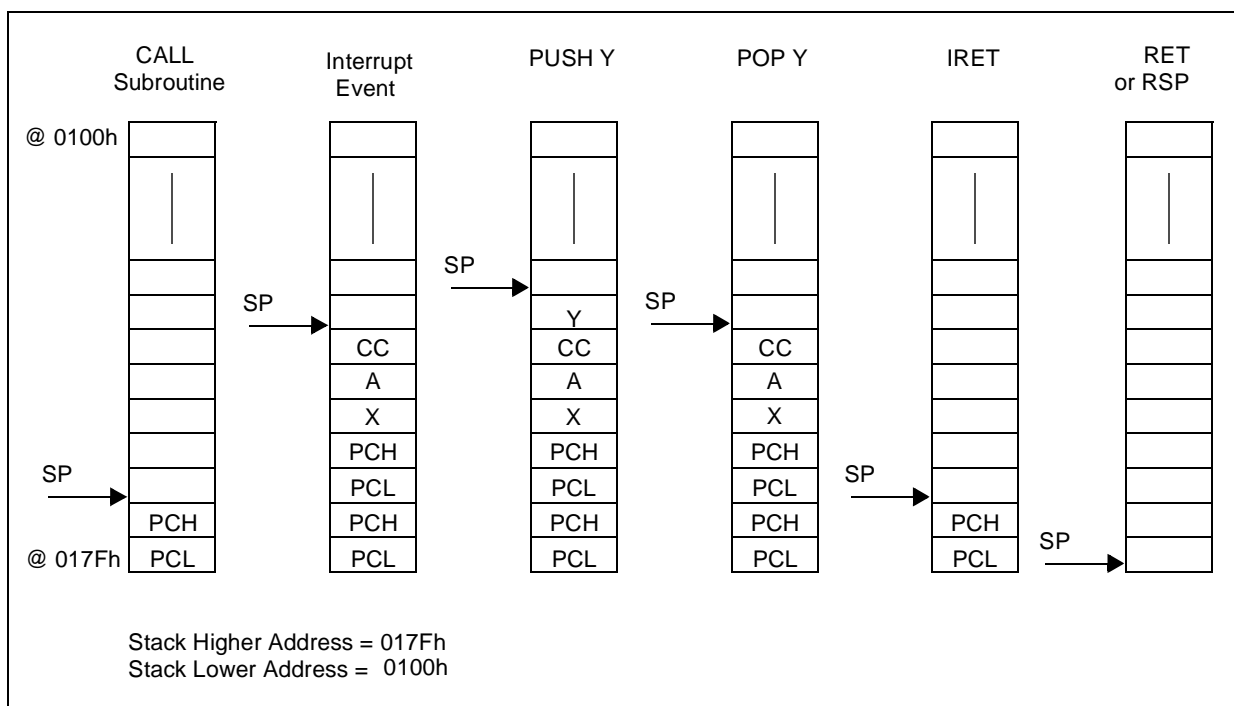 CALL
Subroutine
Interrupt
Event
PUSH Y
POP Y
IRET
RET
or RSP
@ 0100h
SP
SP
SP
SP
SP
SP
PCH
@ 017Fh PCL
CC
A
X
PCH
PCL
PCH
PCL
Y
CC
A
X
PCH
PCL
PCH
PCL
CC
A
X
PCH
PCL
PCH
PCL
PCH
PCL
Stack Higher Address = 017Fh
Stack Lower Address = 0100h